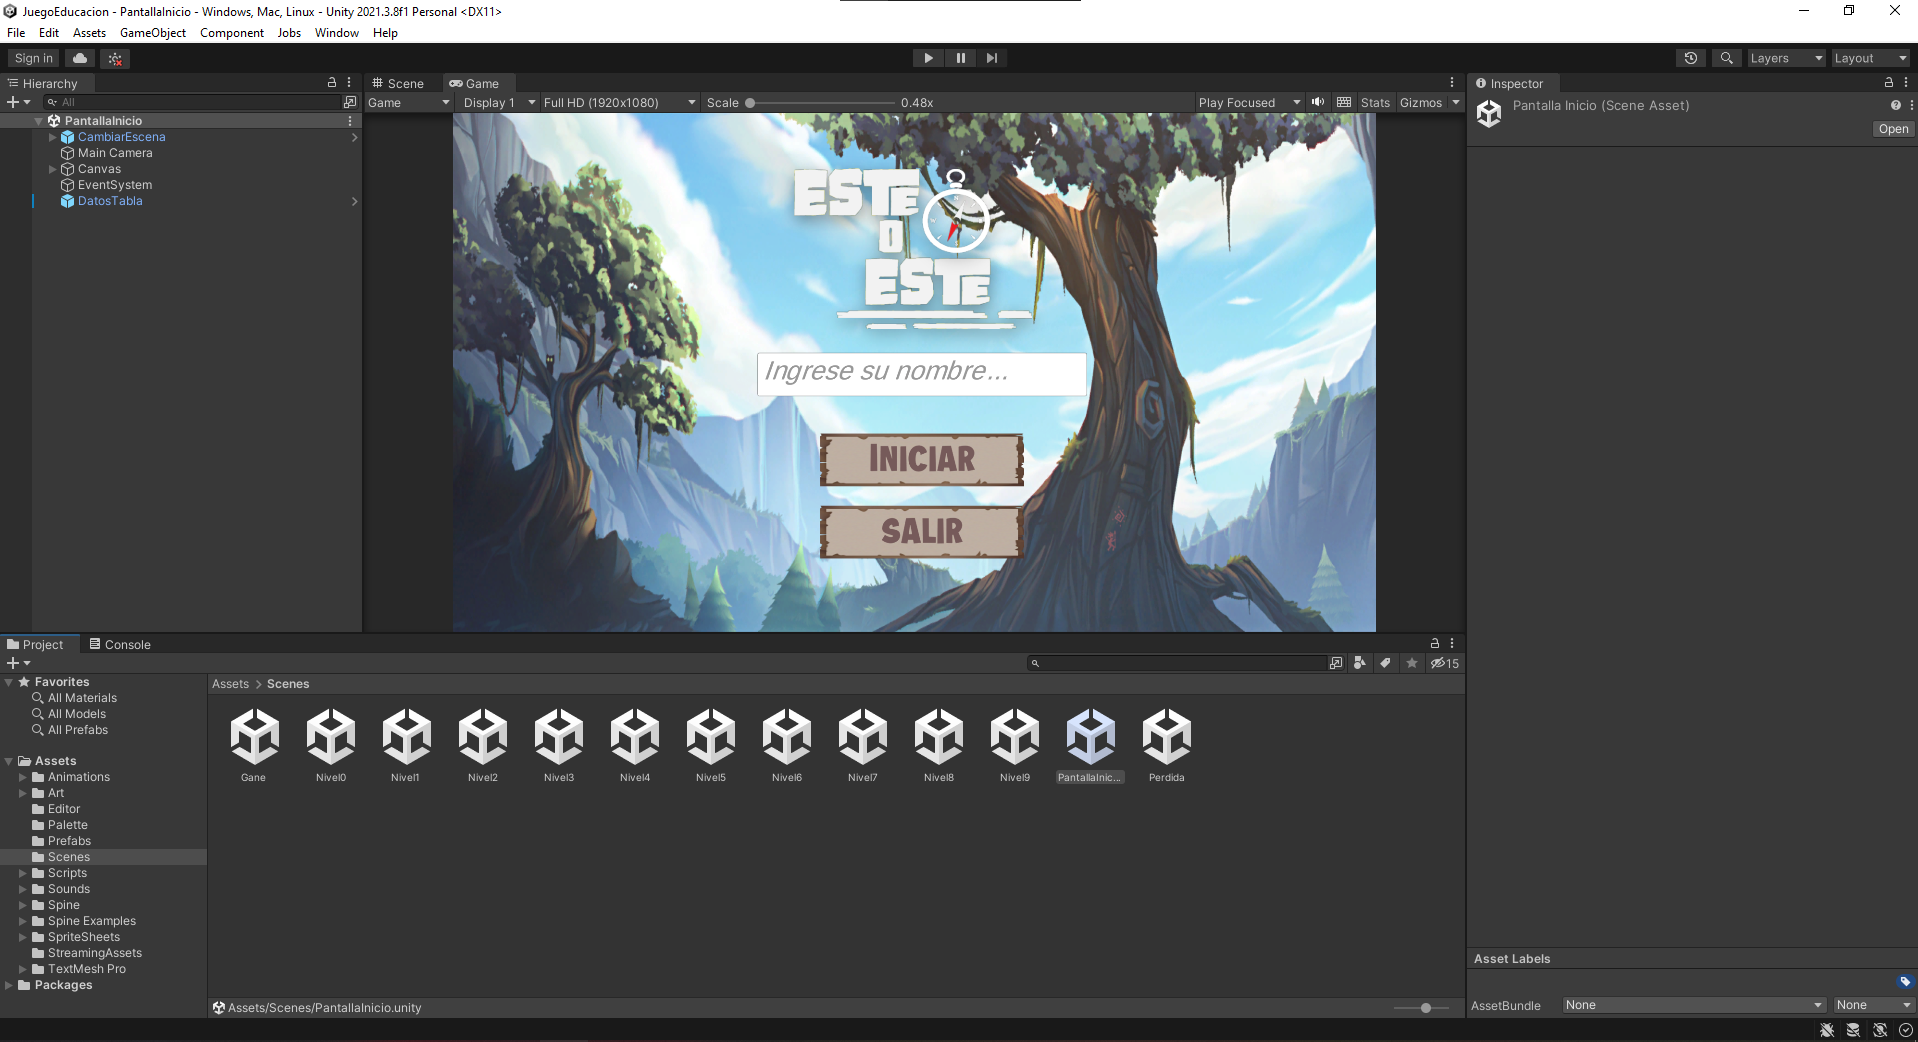 JuegoEducacion - PantallaInicio - Windows, Mac, Linux - Unity 2021.3.8f1 Personal <DX11>
File Edit Assets GameObject Component Jobs Window Help
Sign in
Layers
Layout
Hierarchy
All
PantallaInicio
CambiarEscena
Main Camera
Canvas
EventSystem
DatosTabla
Scene
Game
Game
Display 1
Full HD (1920x1080)
Scale
0.48x
Play Focused
Stats
Gizmos
ESTE
O
ESTE
Ingrese su nombre...
INICIAR
SALIR
Inspector
Pantalla Inicio (Scene Asset)
Open
Project
Console
15
Favorites
All Materials
All Models
All Prefabs
Assets
Animations
Art
Editor
Palette
Prefabs
Scenes
Scripts
Sounds
Spine
Spine Examples
SpriteSheets
StreamingAssets
TextMesh Pro
Packages
Assets > Scenes
Gane
Nivel0
Nivel1
Nivel2
Nivel3
Nivel4
Nivel5
Nivel6
Nivel7
Nivel8
Nivel9
PantallaInic...
Perdida
Assets/Scenes/PantallaInicio.unity
Asset Labels
AssetBundle
None
None